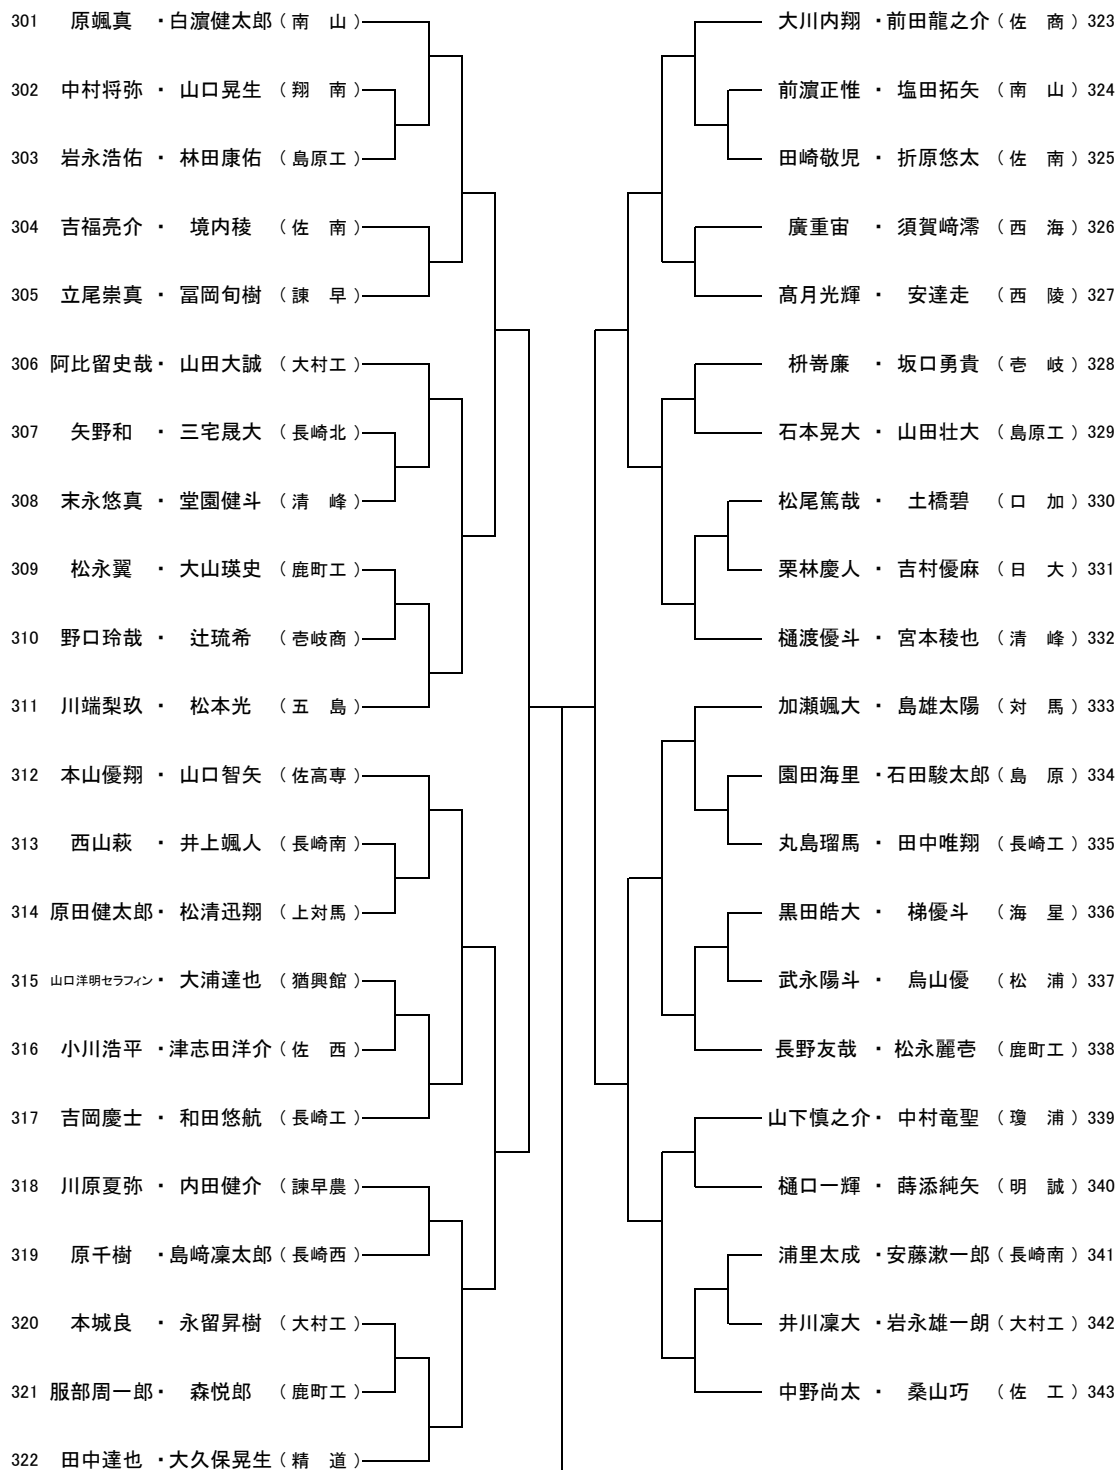 301 原颯真 ・白濵健太郎（南 山）
302 中村将弥 ・ 山口晃生 （翔 南）
303 岩永浩佑 ・ 林田康佑 （島原工）
304 吉福亮介 ・ 境内稜 （佐 南）
305 立尾崇真 ・ 冨岡旬樹 （諫 早）
306 阿比留史哉・ 山田大誠 （大村工）
307 矢野和 ・ 三宅晟大 （長崎北）
308 末永悠真 ・ 堂園健斗 （清 峰）
309 松永翼 ・ 大山瑛史 （鹿町工）
310 野口玲哉 ・ 辻琉希 （壱岐商）
311 川端梨玖 ・ 松本光 （五 島）
312 本山優翔 ・ 山口智矢 （佐高専）
313 西山萩 ・ 井上颯人 （長崎南）
314 原田健太郎・ 松清迅翔 （上対馬）
315 山口洋明セラフィン・ 大浦達也 （猶興館）
316 小川浩平 ・津志田洋介（佐 西）
317 吉岡慶士 ・ 和田悠航 （長崎工）
318 川原夏弥 ・ 内田健介 （諫早農）
319 原千樹 ・島﨑凜太郎（長崎西）
320 本城良 ・ 永留昇樹 （大村工）
321 服部周一郎・ 森悦郎 （鹿町工）
322 田中達也 ・大久保晃生（精 道）
大川内翔 ・前田龍之介（佐 商）323
前濵正惟 ・ 塩田拓矢 （南 山）324
田崎敬児 ・ 折原悠太 （佐 南）325
廣重宙 ・ 須賀﨑澪 （西 海）326
髙月光輝 ・ 安達走 （西 陵）327
枡嵜廉 ・ 坂口勇貴 （壱 岐）328
石本晃大 ・ 山田壮大 （島原工）329
松尾篤哉 ・ 土橋碧 （口 加）330
栗林慶人 ・ 吉村優麻 （日 大）331
樋渡優斗 ・ 宮本稜也 （清 峰）332
加瀬颯大 ・ 島雄太陽 （対 馬）333
園田海里 ・石田駿太郎（島 原）334
丸島瑠馬 ・ 田中唯翔 （長崎工）335
黒田皓大 ・ 梯優斗 （海 星）336
武永陽斗 ・ 烏山優 （松 浦）337
長野友哉 ・ 松永麗壱 （鹿町工）338
山下慎之介・ 中村竜聖 （瓊 浦）339
樋口一輝 ・ 蒔添純矢 （明 誠）340
浦里太成 ・安藤漱一郎（長崎南）341
井川凜大 ・岩永雄一朗（大村工）342
中野尚太 ・ 桑山巧 （佐 工）343